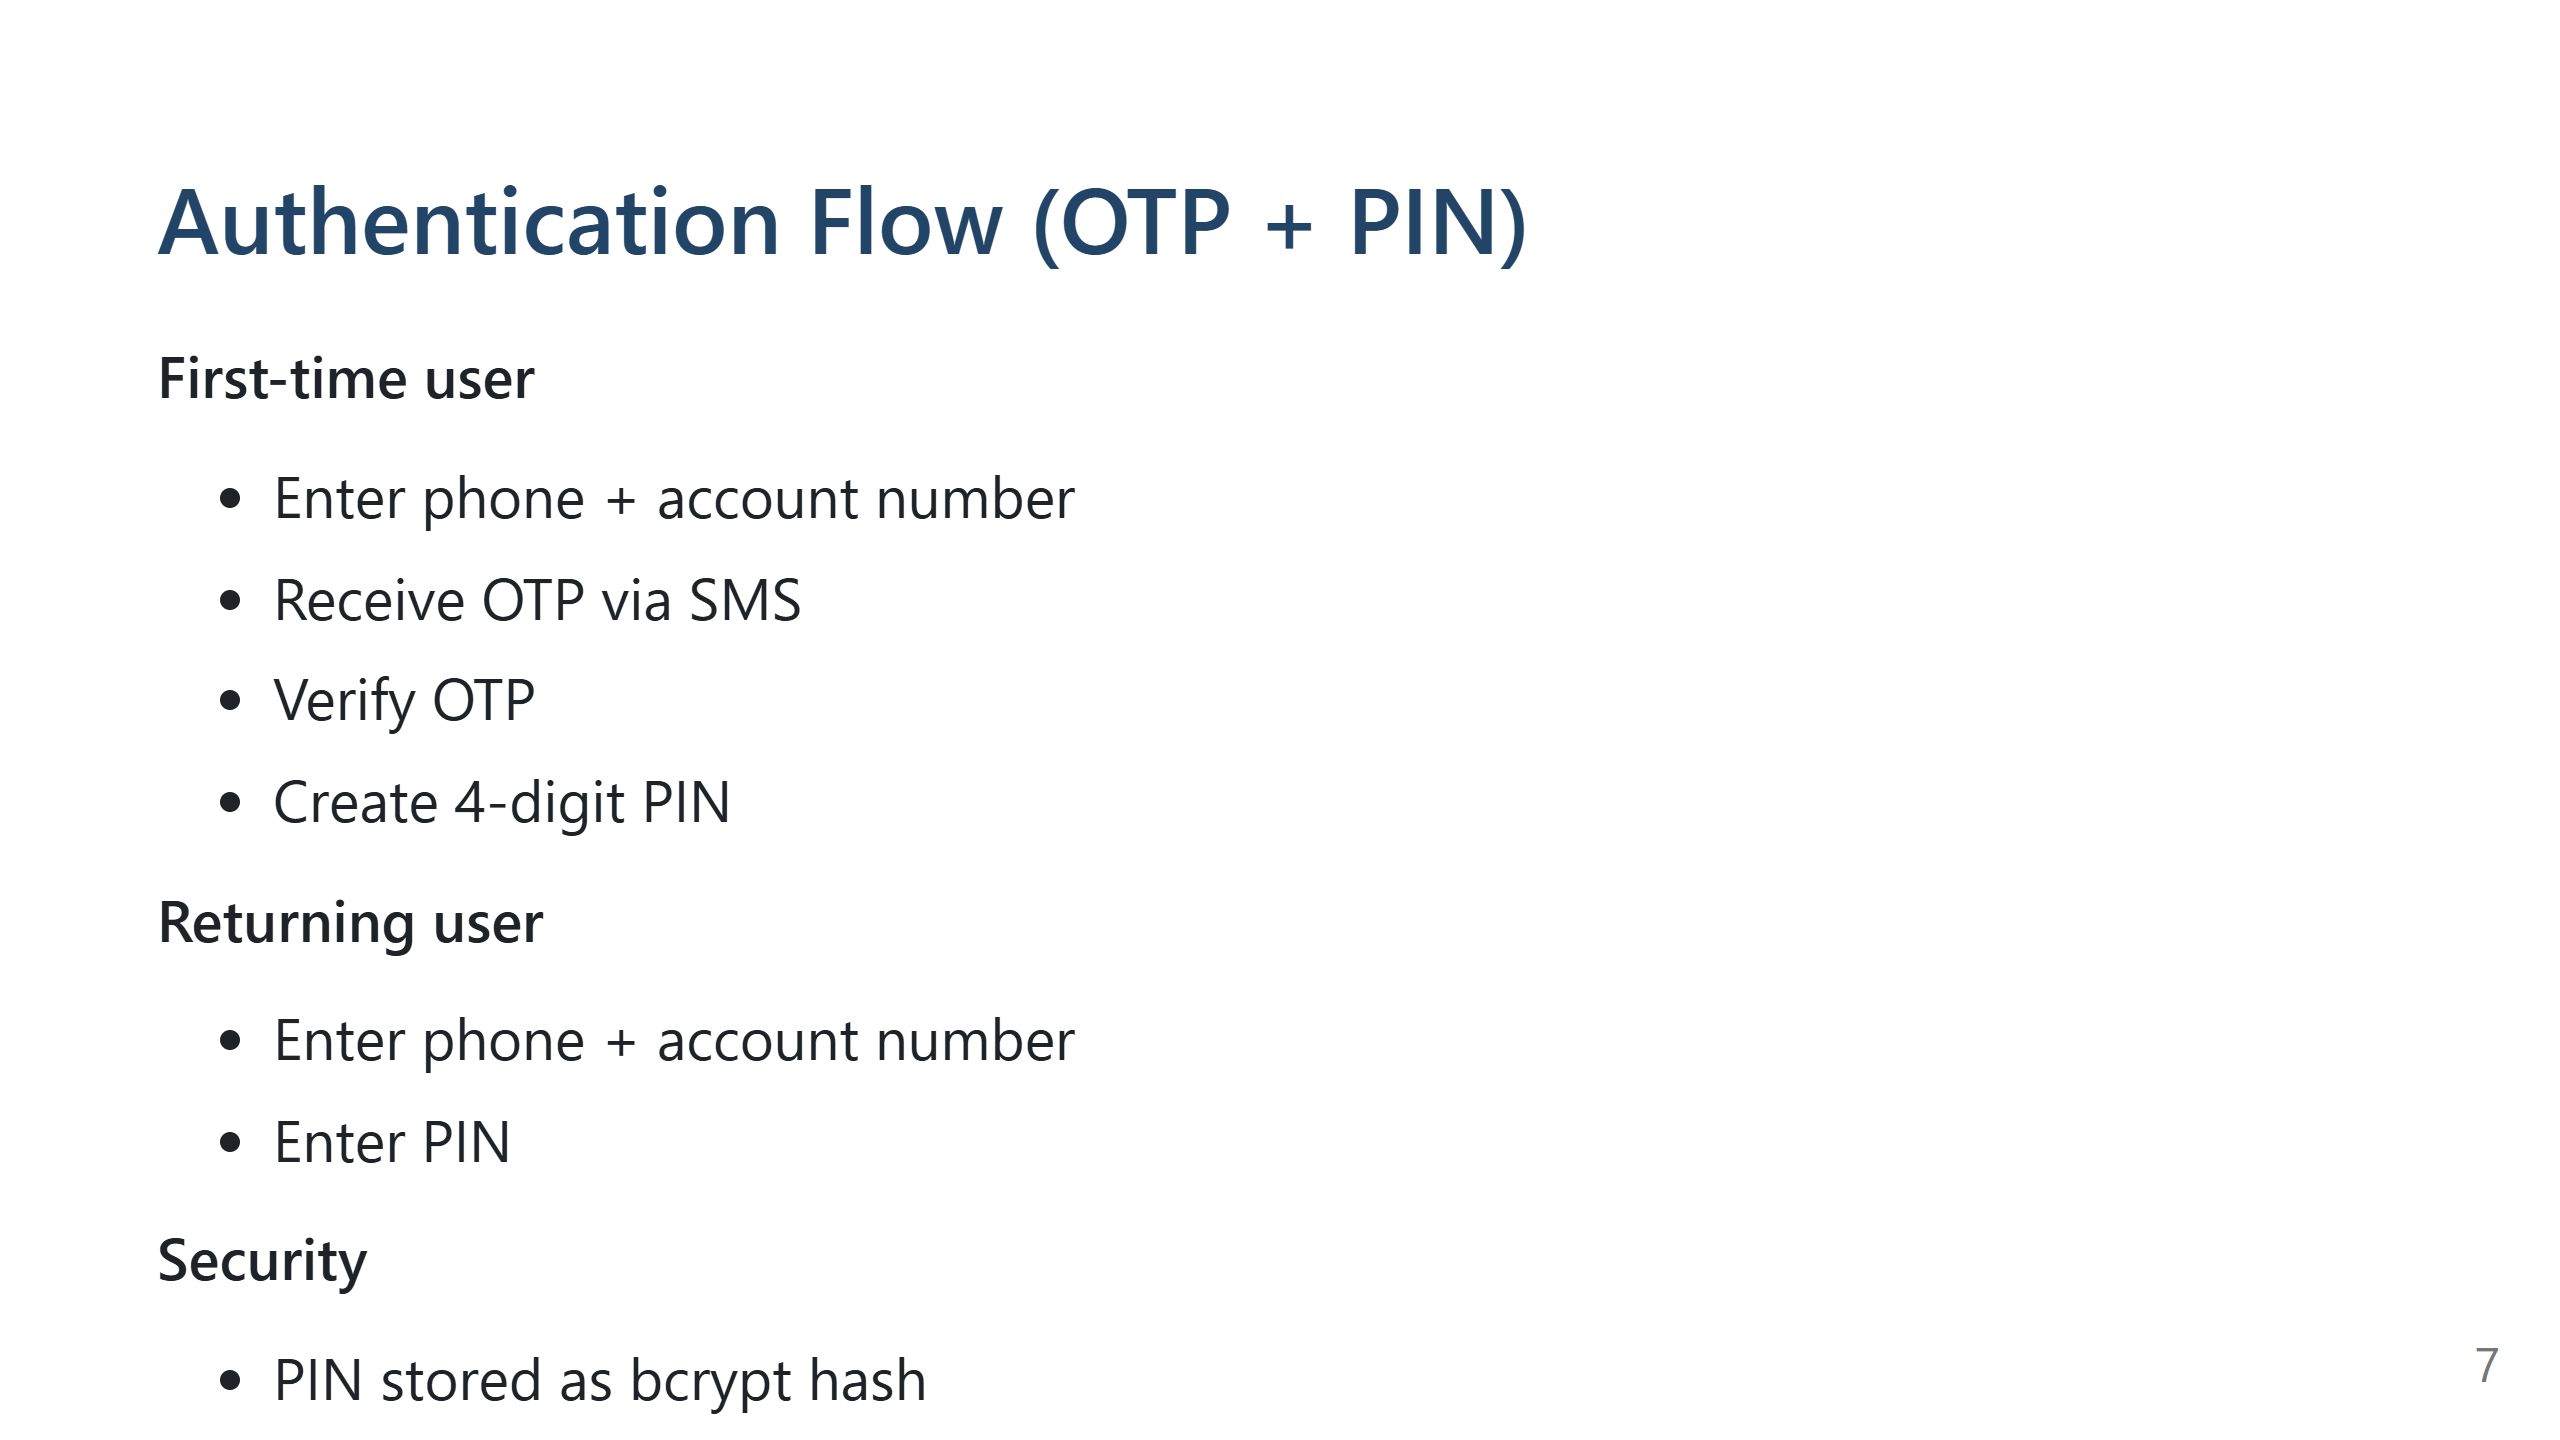 Authentication Flow (OTP + PIN)
First-time user
• Enter phone + account number
• Receive OTP via SMS
• Verify OTP
• Create 4-digit PIN
Returning user
• Enter phone + account number
• Enter PIN
Security
• PIN stored as bcrypt hash
7